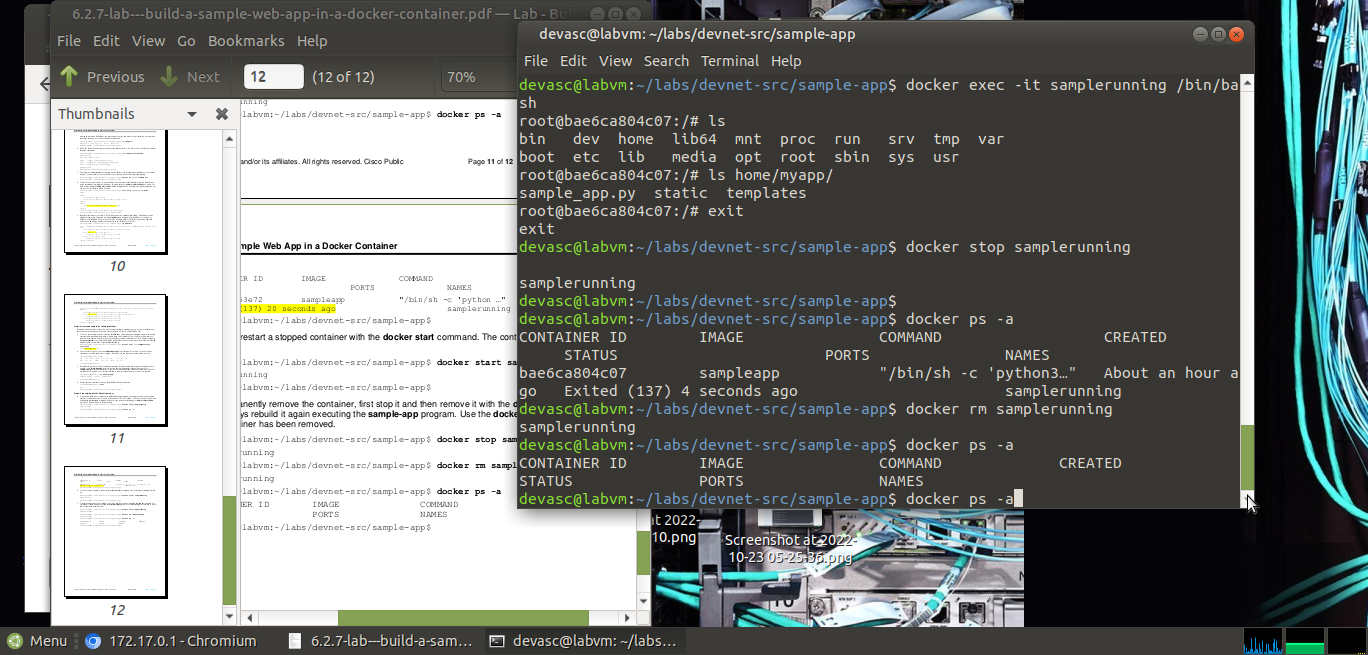 6.2.7-lab---build-a-sample-web-app-in-a-docker-container.pdf — Lab - Bu
File Edit View Go Bookmarks Help
Previous Next 12 (12 of 12) 70%
Thumbnails
10
11
12
labvm:~/labs/devnet-src/sample-app$ docker ps -a
and/or its affiliates. All rights reserved. Cisco Public Page 11 of 12
mple Web App in a Docker Container
ER ID IMAGE COMMAND
PORTS NAMES
63e72 sampleapp "/bin/sh -c 'python …"
(137) 20 seconds ago samplerunning
labvm:~/labs/devnet-src/sample-app$
restart a stopped container with the docker start command. The cont
labvm:~/labs/devnet-src/sample-app$ docker start sa
unning
labvm:~/labs/devnet-src/sample-app$
anently remove the container, first stop it and then remove it with the d
ys rebuild it again executing the sample-app program. Use the docke
iner has been removed.
labvm:~/labs/devnet-src/sample-app$ docker stop sam
unning
labvm:~/labs/devnet-src/sample-app$ docker rm sampl
unning
labvm:~/labs/devnet-src/sample-app$ docker ps -a
ER ID IMAGE COMMAND
PORTS NAMES
labvm:~/labs/devnet-src/sample-app$
devasc@labvm: ~/labs/devnet-src/sample-app
File Edit View Search Terminal Help
devasc@labvm:~/labs/devnet-src/sample-app$ docker exec -it samplerunning /bin/ba
sh
root@bae6ca804c07:/# ls
bin dev home lib64 mnt proc run srv tmp var
boot etc lib media opt root sbin sys usr
root@bae6ca804c07:/# ls home/myapp/
sample_app.py static templates
root@bae6ca804c07:/# exit
exit
devasc@labvm:~/labs/devnet-src/sample-app$ docker stop samplerunning
samplerunning
devasc@labvm:~/labs/devnet-src/sample-app$
devasc@labvm:~/labs/devnet-src/sample-app$ docker ps -a
CONTAINER ID IMAGE COMMAND CREATED
STATUS PORTS NAMES
bae6ca804c07 sampleapp "/bin/sh -c 'python3…" About an hour a
go Exited (137) 4 seconds ago samplerunning
devasc@labvm:~/labs/devnet-src/sample-app$ docker rm samplerunning
samplerunning
devasc@labvm:~/labs/devnet-src/sample-app$ docker ps -a
CONTAINER ID IMAGE COMMAND CREATED
STATUS PORTS NAMES
devasc@labvm:~/labs/devnet-src/sample-app$ docker ps -a
at 2022-
10.png
Screenshot at 2022-
10-23 05-25-36.png
Menu 172.17.0.1 - Chromium 6.2.7-lab---build-a-sam… devasc@labvm: ~/labs…